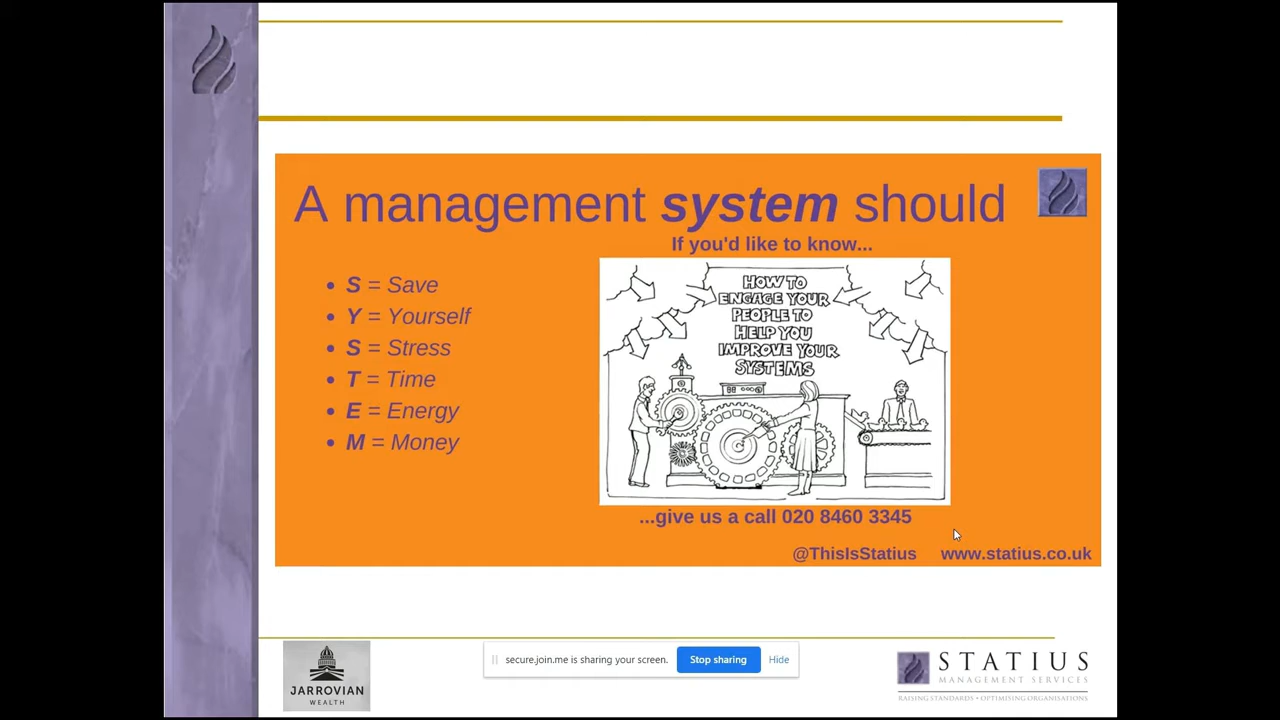 A management system should
If you'd like to know...
• S = Save
• Y = Yourself
• S = Stress
• T = Time
• E = Energy
• M = Money
HOW TO
ENGAGE YOUR
PEOPLE TO
HELP YOU
IMPROVE YOUR
SYSTEMS
...give us a call 020 8460 3345
@ThisIsStatius www.statius.co.uk
JARROVIAN
WEALTH
secure.join.me is sharing your screen. Stop sharing Hide
STATIUS
MANAGEMENT SERVICES
RAISING STANDARDS • OPTIMISING ORGANISATIONS